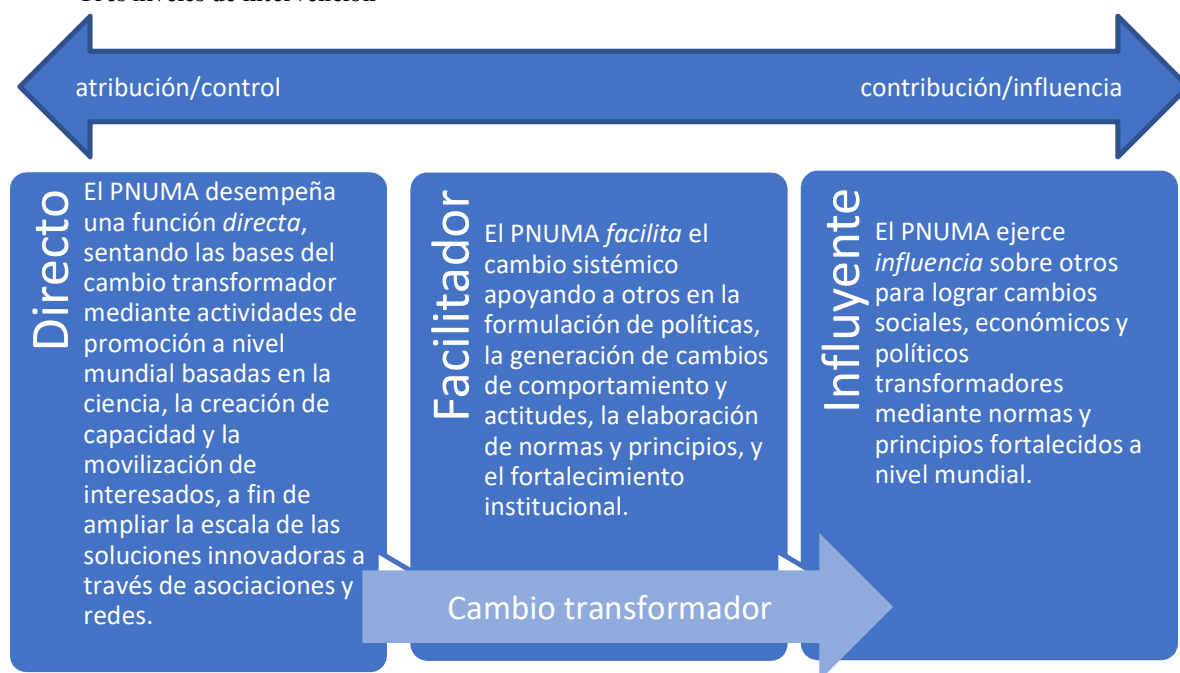 Tres niveles de intervención
atribución/control
contribución/influencia
Directo
El PNUMA desempeña
una función directa,
sentando las bases del
cambio transformador
mediante actividades de
promoción a nivel
mundial basadas en la
ciencia, la creación de
capacidad y la
movilización de
interesados, a fin de
ampliar la escala de las
soluciones innovadoras a
través de asociaciones y
redes.
Facilitador
El PNUMA facilita el
cambio sistémico
apoyando a otros en la
formulación de políticas,
la generación de cambios
de comportamiento y
actitudes, la elaboración
de normas y principios, y
el fortalecimiento
institucional.
Influyente
El PNUMA ejerce
influencia sobre otros
para lograr cambios
sociales, económicos y
políticos
transformadores
mediante normas y
principios fortalecidos a
nivel mundial.
Cambio transformador